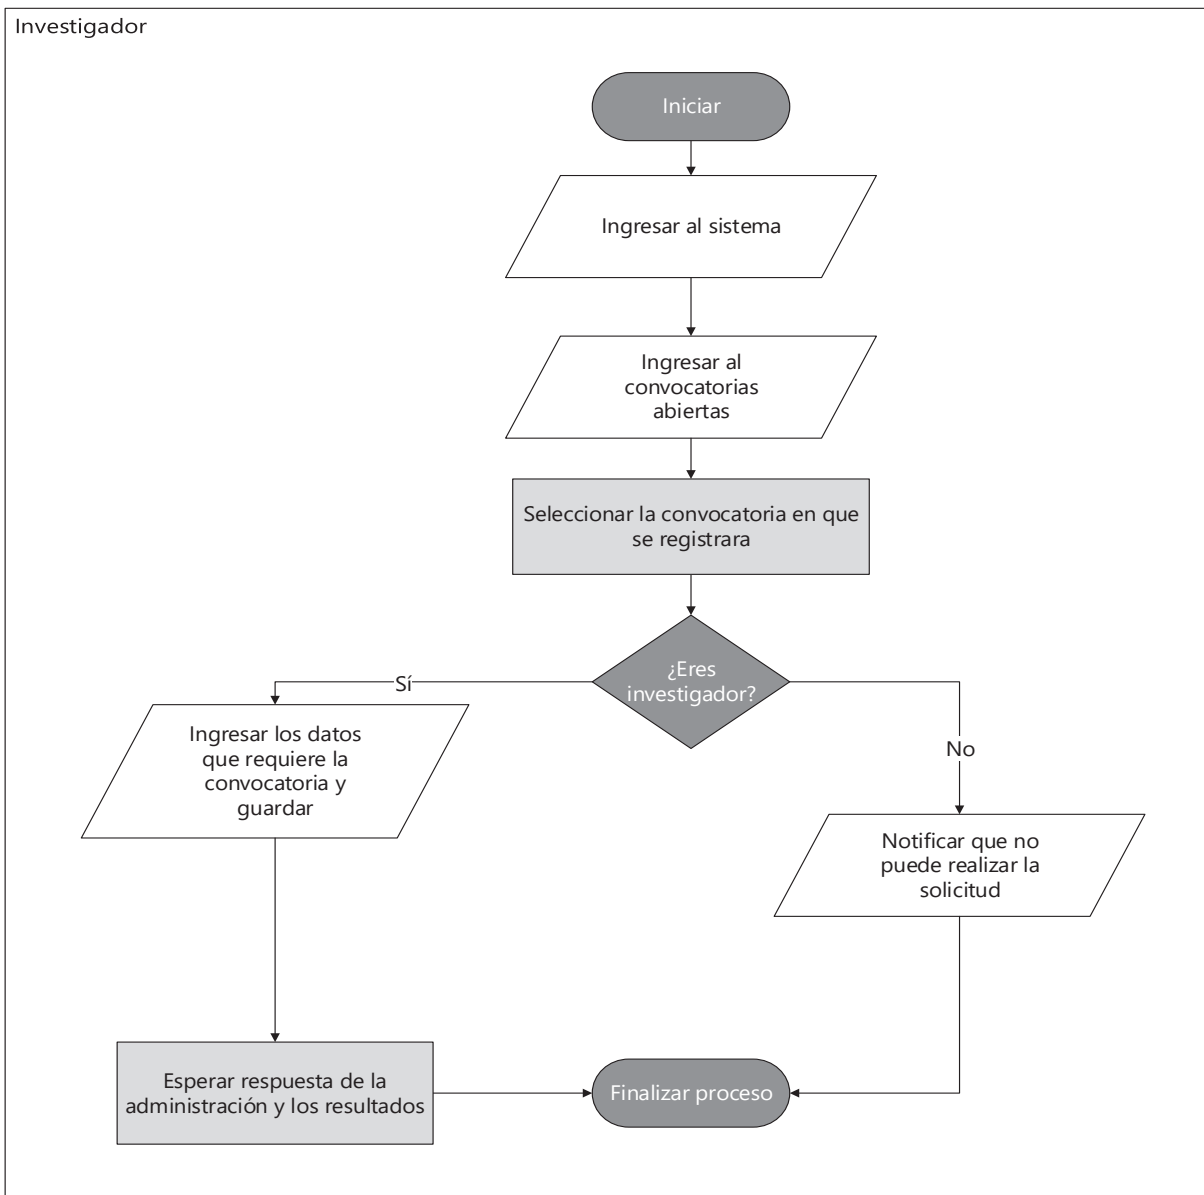 Investigador
Iniciar
Ingresar al sistema
Ingresar al
convocatorias
abiertas
Seleccionar la convocatoria en que
se registrara
¿Eres
investigador?
Sí
No
Ingresar los datos
que requiere la
convocatoria y
guardar
Notificar que no
puede realizar la
solicitud
Esperar respuesta de la
administración y los resultados
Finalizar proceso